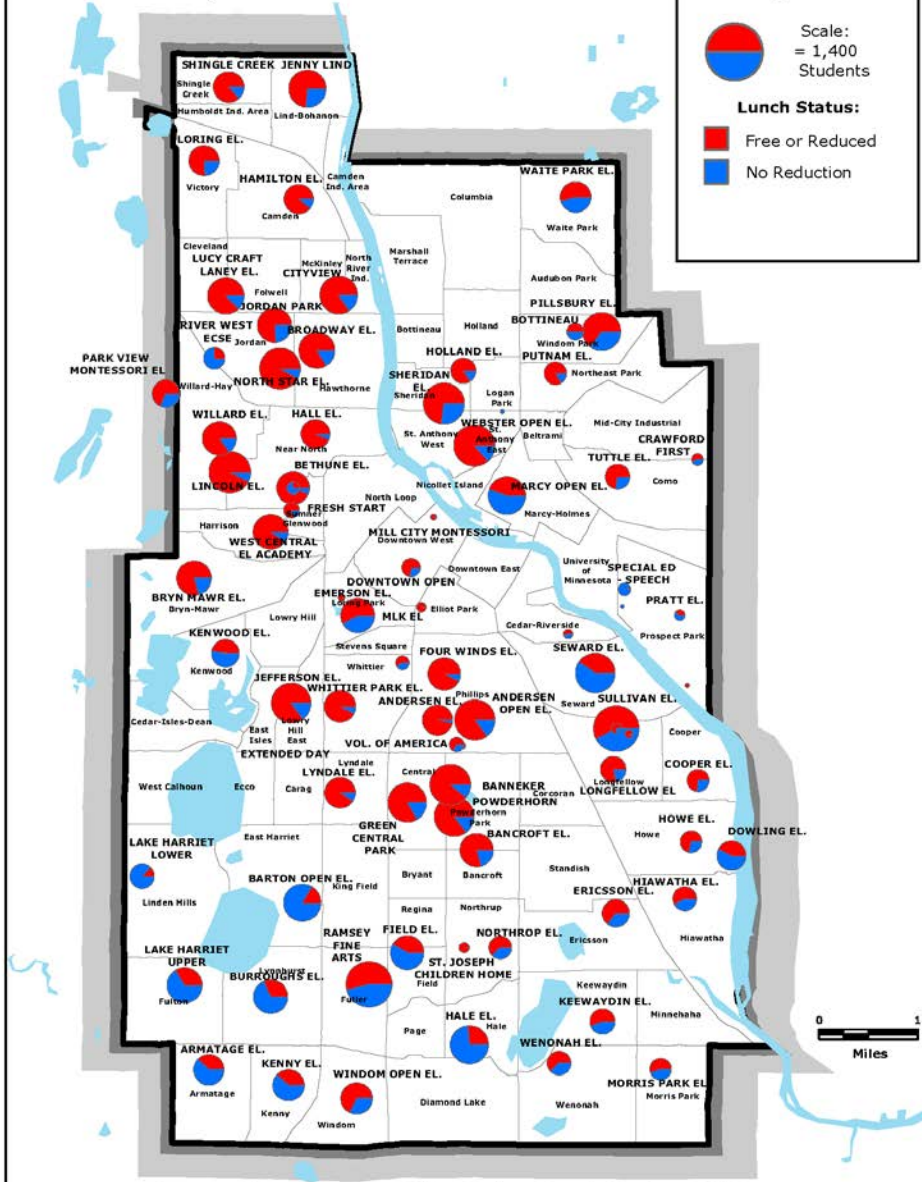 Scale:
= 1,400
Students
Lunch Status:
Free or Reduced
No Reduction
SHINGLE CREEK
JENNY LIND
Shingle
Creek
Humboldt Ind. Area
Lind-Bohanon
LORING EL.
Victory
HAMILTON EL.
Camden
Camden
Ind. Area
WAITE PARK EL.
Columbia
Waite Park
Cleveland
LUCY CRAFT
LANEY EL.
Folwell
McKinley
CITYVIEW
North
River
Ind.
Marshall
Terrace
Audubon Park
JORDAN PARK
RIVER WEST
ECSE
Jordan
BROADWAY EL.
Bottineau
Holland
PILLSBURY EL.
BOTTINEAU
Windom Park
PARK VIEW
MONTESSORI EL
Willard-Hay
NORTH STAR EL.
Hawthorne
HOLLAND EL.
SHERIDAN
EL.
Sheridan
Logan
Park
PUTNAM EL.
Northeast Park
WILLARD EL.
HALL EL.
Near North
St. Anthony
West
WEBSTER OPEN EL.
St.
Anthony
East
Beltrami
Mid-City Industrial
CRAWFORD
FIRST
BETHUNE EL.
LINCOLN EL.
North Loop
Nicollet Island
MARCY OPEN EL.
Marcy-Holmes
TUTTLE EL.
Como
FRESH START
Sumner
Glenwood
Harrison
WEST CENTRAL
EL ACADEMY
MILL CITY MONTESSORI
Downtown West
BRYN MAWR EL.
Bryn-Mawr
DOWNTOWN OPEN
Downtown East
University
of
Minnesota
SPECIAL ED
- SPEECH
EMERSON EL.
Loring Park
MLK EL
Elliot Park
PRATT EL.
Prospect Park
Lowry Hill
KENWOOD EL.
Kenwood
Stevens Square
Whittier
Cedar-Riverside
FOUR WINDS EL.
SEWARD EL.
Cedar-Isles-Dean
JEFFERSON EL.
WHITTIER PARK EL.
Phillips
ANDERSEN EL.
ANDERSEN
OPEN EL.
Seward
SULLIVAN EL.
East
Isles
Lowry
Hill
East
Cooper
EXTENDED DAY
VOL. OF AMERICA
Lyndale
LYNDALE EL.
West Calhoun
Ecco
Carag
Central
BANNEKER
Corcoran
Longfellow
LONGFELLOW EL
COOPER EL.
GREEN
CENTRAL
PARK
POWDERHORN
Powderhorn
Park
East Harriet
BANCROFT EL.
Bancroft
Howe
HOWE EL.
DOWLING EL.
LAKE HARRIET
LOWER
Linden Hills
BARTON OPEN EL.
King Field
Bryant
Standish
ERICSSON EL.
HIAWATHA EL.
Regina
Northrup
Ericsson
Hiawatha
LAKE HARRIET
UPPER
Fulton
Lynnhurst
BURROUGHS EL.
RAMSEY
FINE
ARTS
Fuller
FIELD EL.
Field
NORTHROP EL.
ST. JOSEPH
CHILDREN HOME
Keewaydin
KEEWAYDIN EL.
Minnehaha
Page
HALE EL.
Hale
0 1
Miles
ARMATAGE EL.
Armatage
KENNY EL.
Kenny
WINDOM OPEN EL.
Windom
Diamond Lake
WENONAH EL.
Wenonah
MORRIS PARK EL
Morris Park